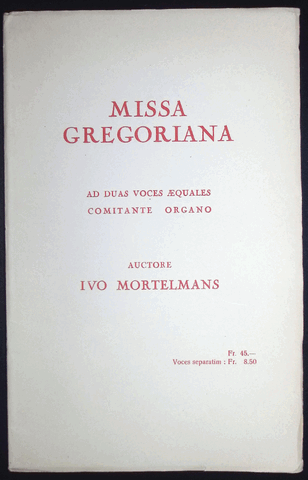 MISSA
GREGORIANA
AD DUAS VOCES ÆQUALES
COMITANTE ORGANO
AUCTORE
IVO MORTELMANS
Fr. 45.—
Voces separatim : Fr. 8.50